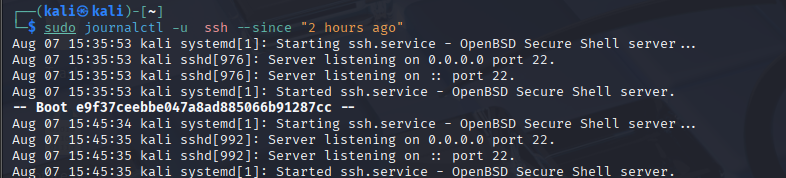 ┌──(kali㉿kali)-[~]
└─$ sudo journalctl -u  ssh --since "2 hours ago"
Aug 07 15:35:53 kali systemd[1]: Starting ssh.service - OpenBSD Secure Shell server...
Aug 07 15:35:53 kali sshd[976]: Server listening on 0.0.0.0 port 22.
Aug 07 15:35:53 kali sshd[976]: Server listening on :: port 22.
Aug 07 15:35:53 kali systemd[1]: Started ssh.service - OpenBSD Secure Shell server.
-- Boot e9f37ceebbe047a8ad885066b91287cc --
Aug 07 15:45:34 kali systemd[1]: Starting ssh.service - OpenBSD Secure Shell server...
Aug 07 15:45:35 kali sshd[992]: Server listening on 0.0.0.0 port 22.
Aug 07 15:45:35 kali sshd[992]: Server listening on :: port 22.
Aug 07 15:45:35 kali systemd[1]: Started ssh.service - OpenBSD Secure Shell server.